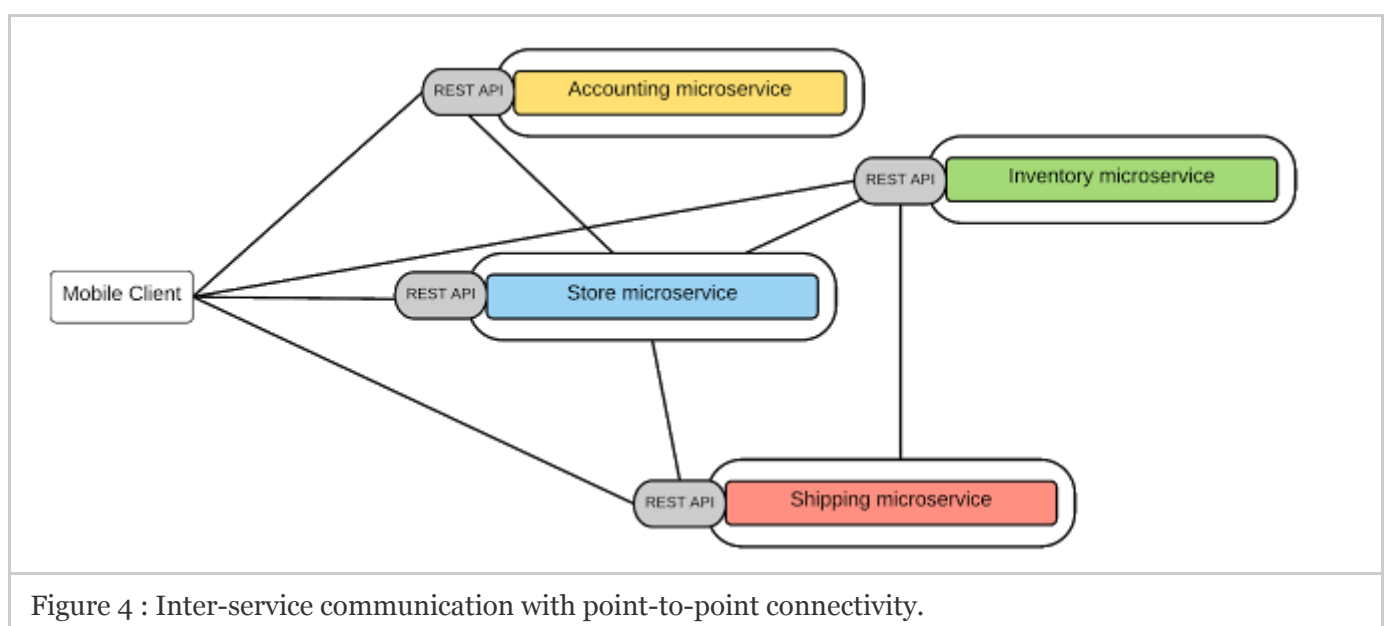 REST API
Accounting microservice
REST API
Inventory microservice
Mobile Client
REST API
Store microservice
REST API
Shipping microservice
Figure 4 : Inter-service communication with point-to-point connectivity.